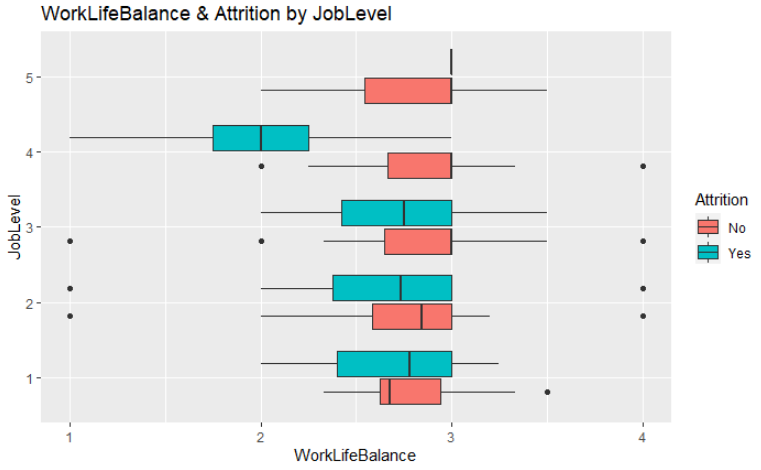 WorkLifeBalance & Attrition by JobLevel
JobLevel
5
4
3
2
1
1 2 3 4
WorkLifeBalance
Attrition
No
Yes